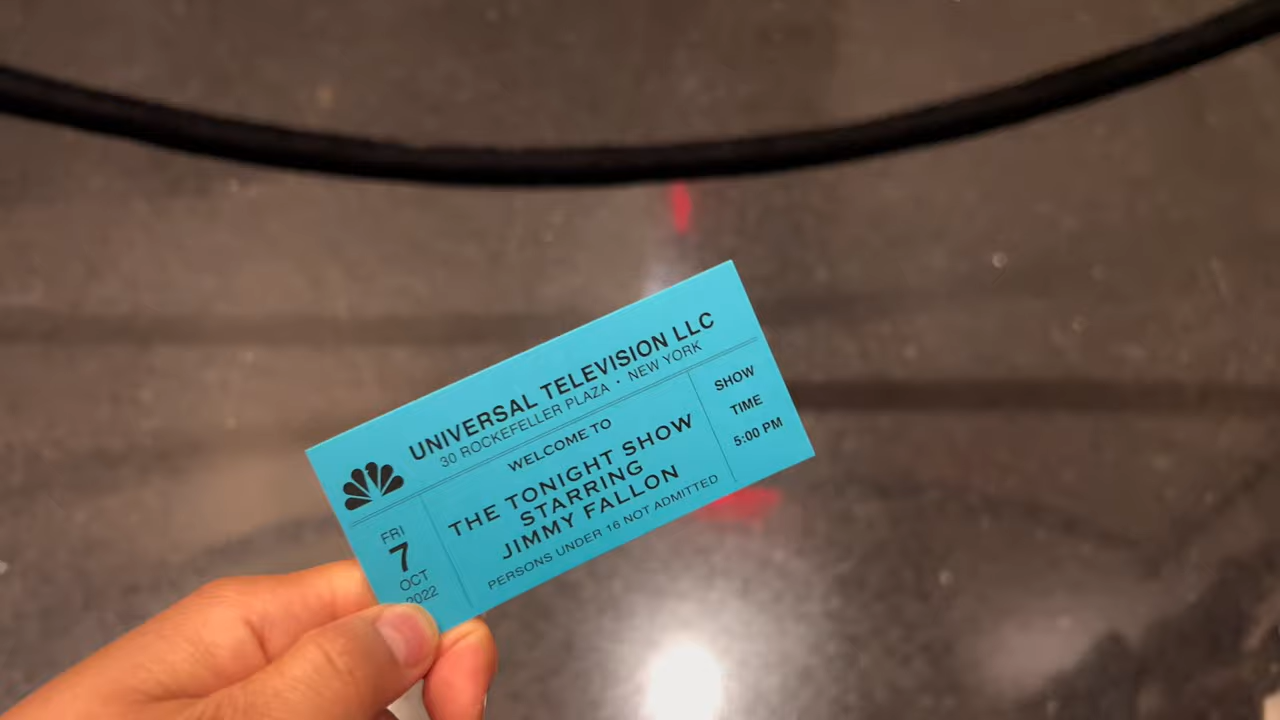 UNIVERSAL TELEVISION LLC
30 ROCKEFELLER PLAZA • NEW YORK
WELCOME TO
THE TONIGHT SHOW
STARRING
JIMMY FALLON
PERSONS UNDER 16 NOT ADMITTED
FRI
7
OCT
2022
SHOW
TIME
5:00 PM